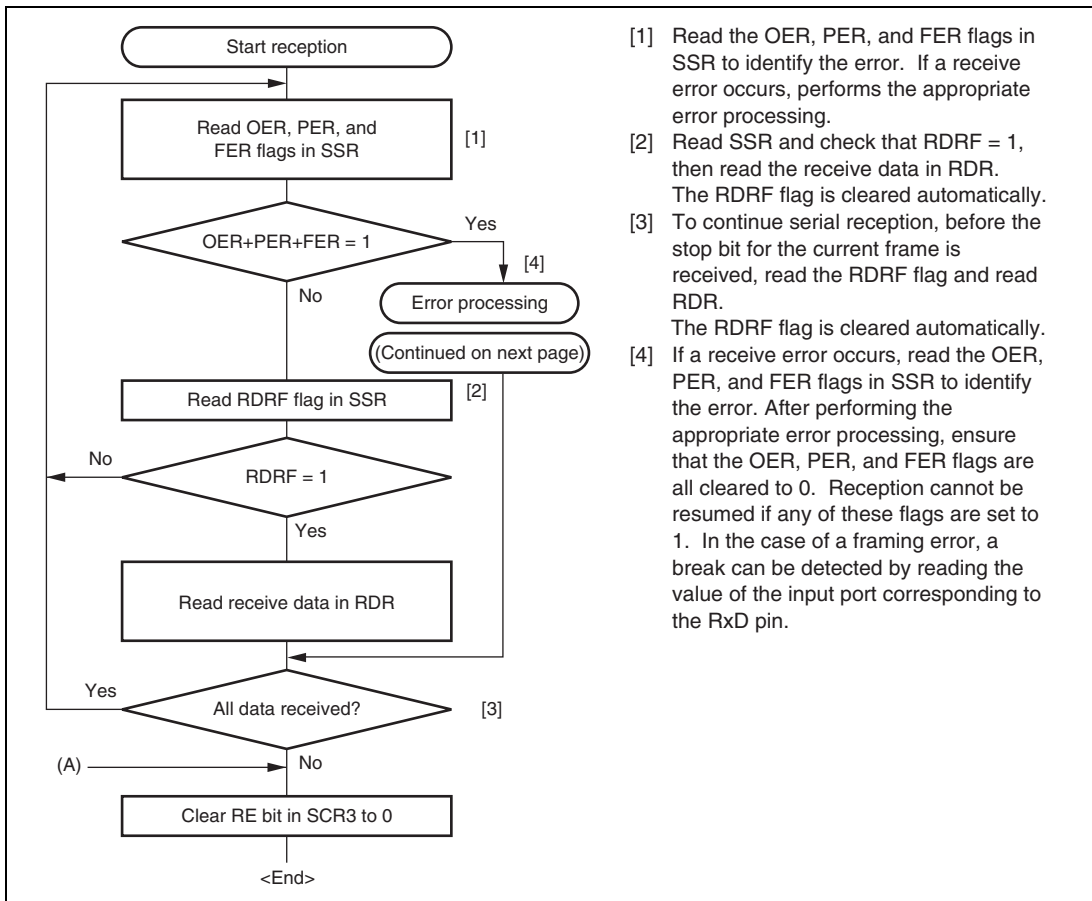 Start reception
Read OER, PER, and
FER flags in SSR
[1]
OER+PER+FER = 1
Yes
[4]
No
Error processing
(Continued on next page)
Read RDRF flag in SSR
[2]
No
RDRF = 1
Yes
Read receive data in RDR
Yes
All data received?
[3]
(A)
No
Clear RE bit in SCR3 to 0
<End>
[1] Read the OER, PER, and FER flags in
SSR to identify the error. If a receive
error occurs, performs the appropriate
error processing.
[2] Read SSR and check that RDRF = 1,
then read the receive data in RDR.
The RDRF flag is cleared automatically.
[3] To continue serial reception, before the
stop bit for the current frame is
received, read the RDRF flag and read
RDR.
The RDRF flag is cleared automatically.
[4] If a receive error occurs, read the OER,
PER, and FER flags in SSR to identify
the error. After performing the
appropriate error processing, ensure
that the OER, PER, and FER flags are
all cleared to 0. Reception cannot be
resumed if any of these flags are set to
1. In the case of a framing error, a
break can be detected by reading the
value of the input port corresponding to
the RxD pin.